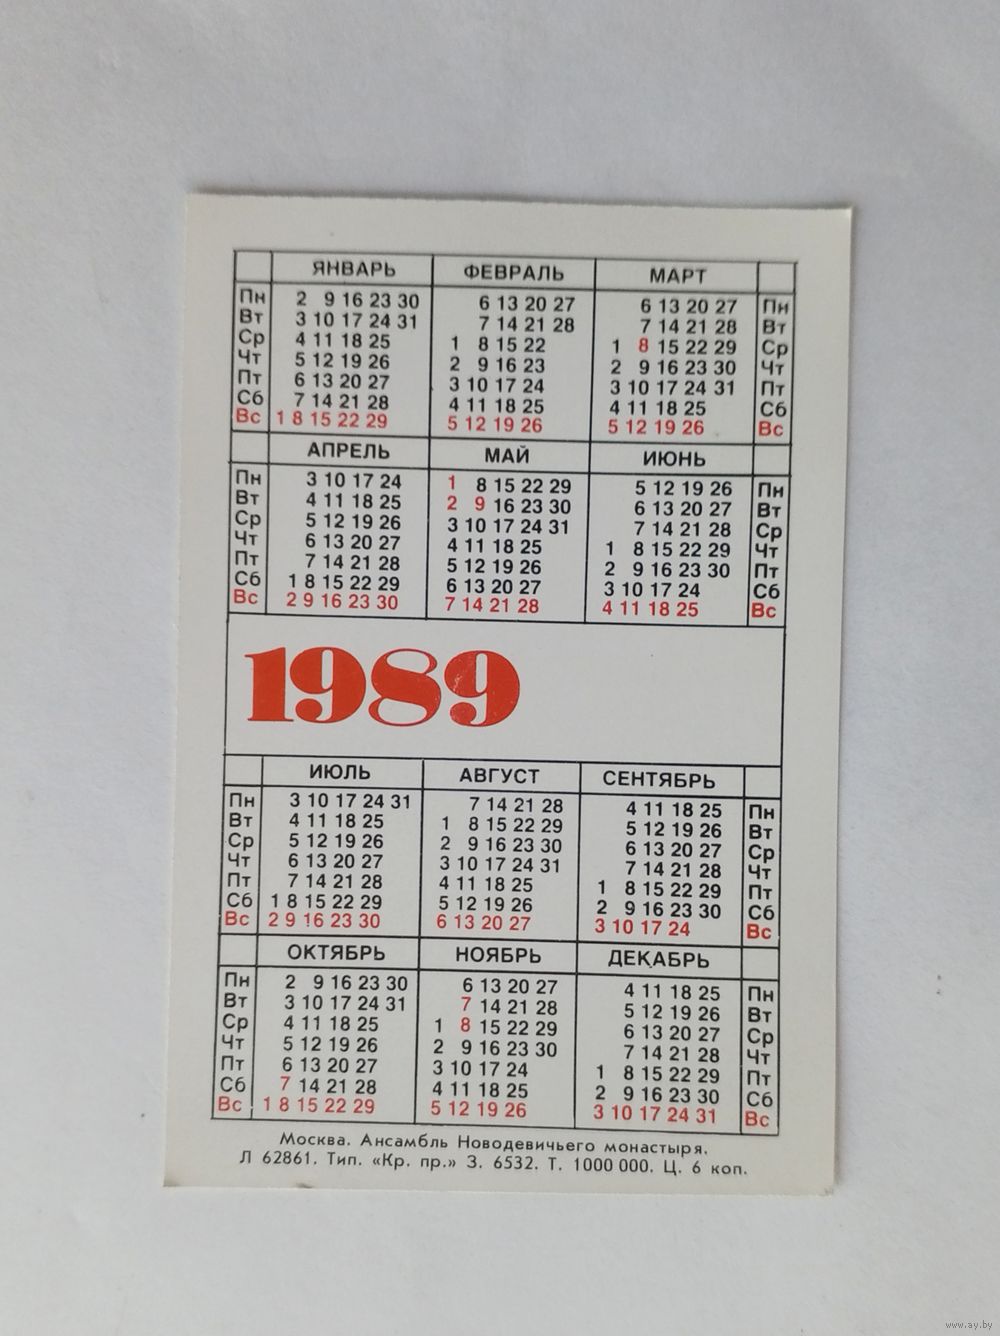 ЯНВАРЬ ФЕВРАЛЬ МАРТ
Пн 2 9 16 23 30 6 13 20 27 6 13 20 27 Пн
Вт 3 10 17 24 31 7 14 21 28 7 14 21 28 Вт
Ср 4 11 18 25 1 8 15 22 1 8 15 22 29 Ср
Чт 5 12 19 26 2 9 16 23 2 9 16 23 30 Чт
Пт 6 13 20 27 3 10 17 24 3 10 17 24 31 Пт
Сб 7 14 21 28 4 11 18 25 4 11 18 25 Сб
Вс 1 8 15 22 29 5 12 19 26 5 12 19 26 Вс
АПРЕЛЬ МАЙ ИЮНЬ
Пн 3 10 17 24 1 8 15 22 29 5 12 19 26 Пн
Вт 4 11 18 25 2 9 16 23 30 6 13 20 27 Вт
Ср 5 12 19 26 3 10 17 24 31 7 14 21 28 Ср
Чт 6 13 20 27 4 11 18 25 1 8 15 22 29 Чт
Пт 7 14 21 28 5 12 19 26 2 9 16 23 30 Пт
Сб 1 8 15 22 29 6 13 20 27 3 10 17 24 Сб
Вс 2 9 16 23 30 7 14 21 28 4 11 18 25 Вс
1989
ИЮЛЬ АВГУСТ СЕНТЯБРЬ
Пн 3 10 17 24 31 7 14 21 28 4 11 18 25 Пн
Вт 4 11 18 25 1 8 15 22 29 5 12 19 26 Вт
Ср 5 12 19 26 2 9 16 23 30 6 13 20 27 Ср
Чт 6 13 20 27 3 10 17 24 31 7 14 21 28 Чт
Пт 7 14 21 28 4 11 18 25 1 8 15 22 29 Пт
Сб 1 8 15 22 29 5 12 19 26 2 9 16 23 30 Сб
Вс 2 9 16 23 30 6 13 20 27 3 10 17 24 Вс
ОКТЯБРЬ НОЯБРЬ ДЕКАБРЬ
Пн 2 9 16 23 30 6 13 20 27 4 11 18 25 Пн
Вт 3 10 17 24 31 7 14 21 28 5 12 19 26 Вт
Ср 4 11 18 25 1 8 15 22 29 6 13 20 27 Ср
Чт 5 12 19 26 2 9 16 23 30 7 14 21 28 Чт
Пт 6 13 20 27 3 10 17 24 1 8 15 22 29 Пт
Сб 7 14 21 28 4 11 18 25 2 9 16 23 30 Сб
Вс 1 8 15 22 29 5 12 19 26 3 10 17 24 31 Вс
Москва. Ансамбль Новодевичьего монастыря.
Л 62861. Тип. «Кр. пр.» З. 6532. Т. 1000 000. Ц. 6 коп.
www.ay.by